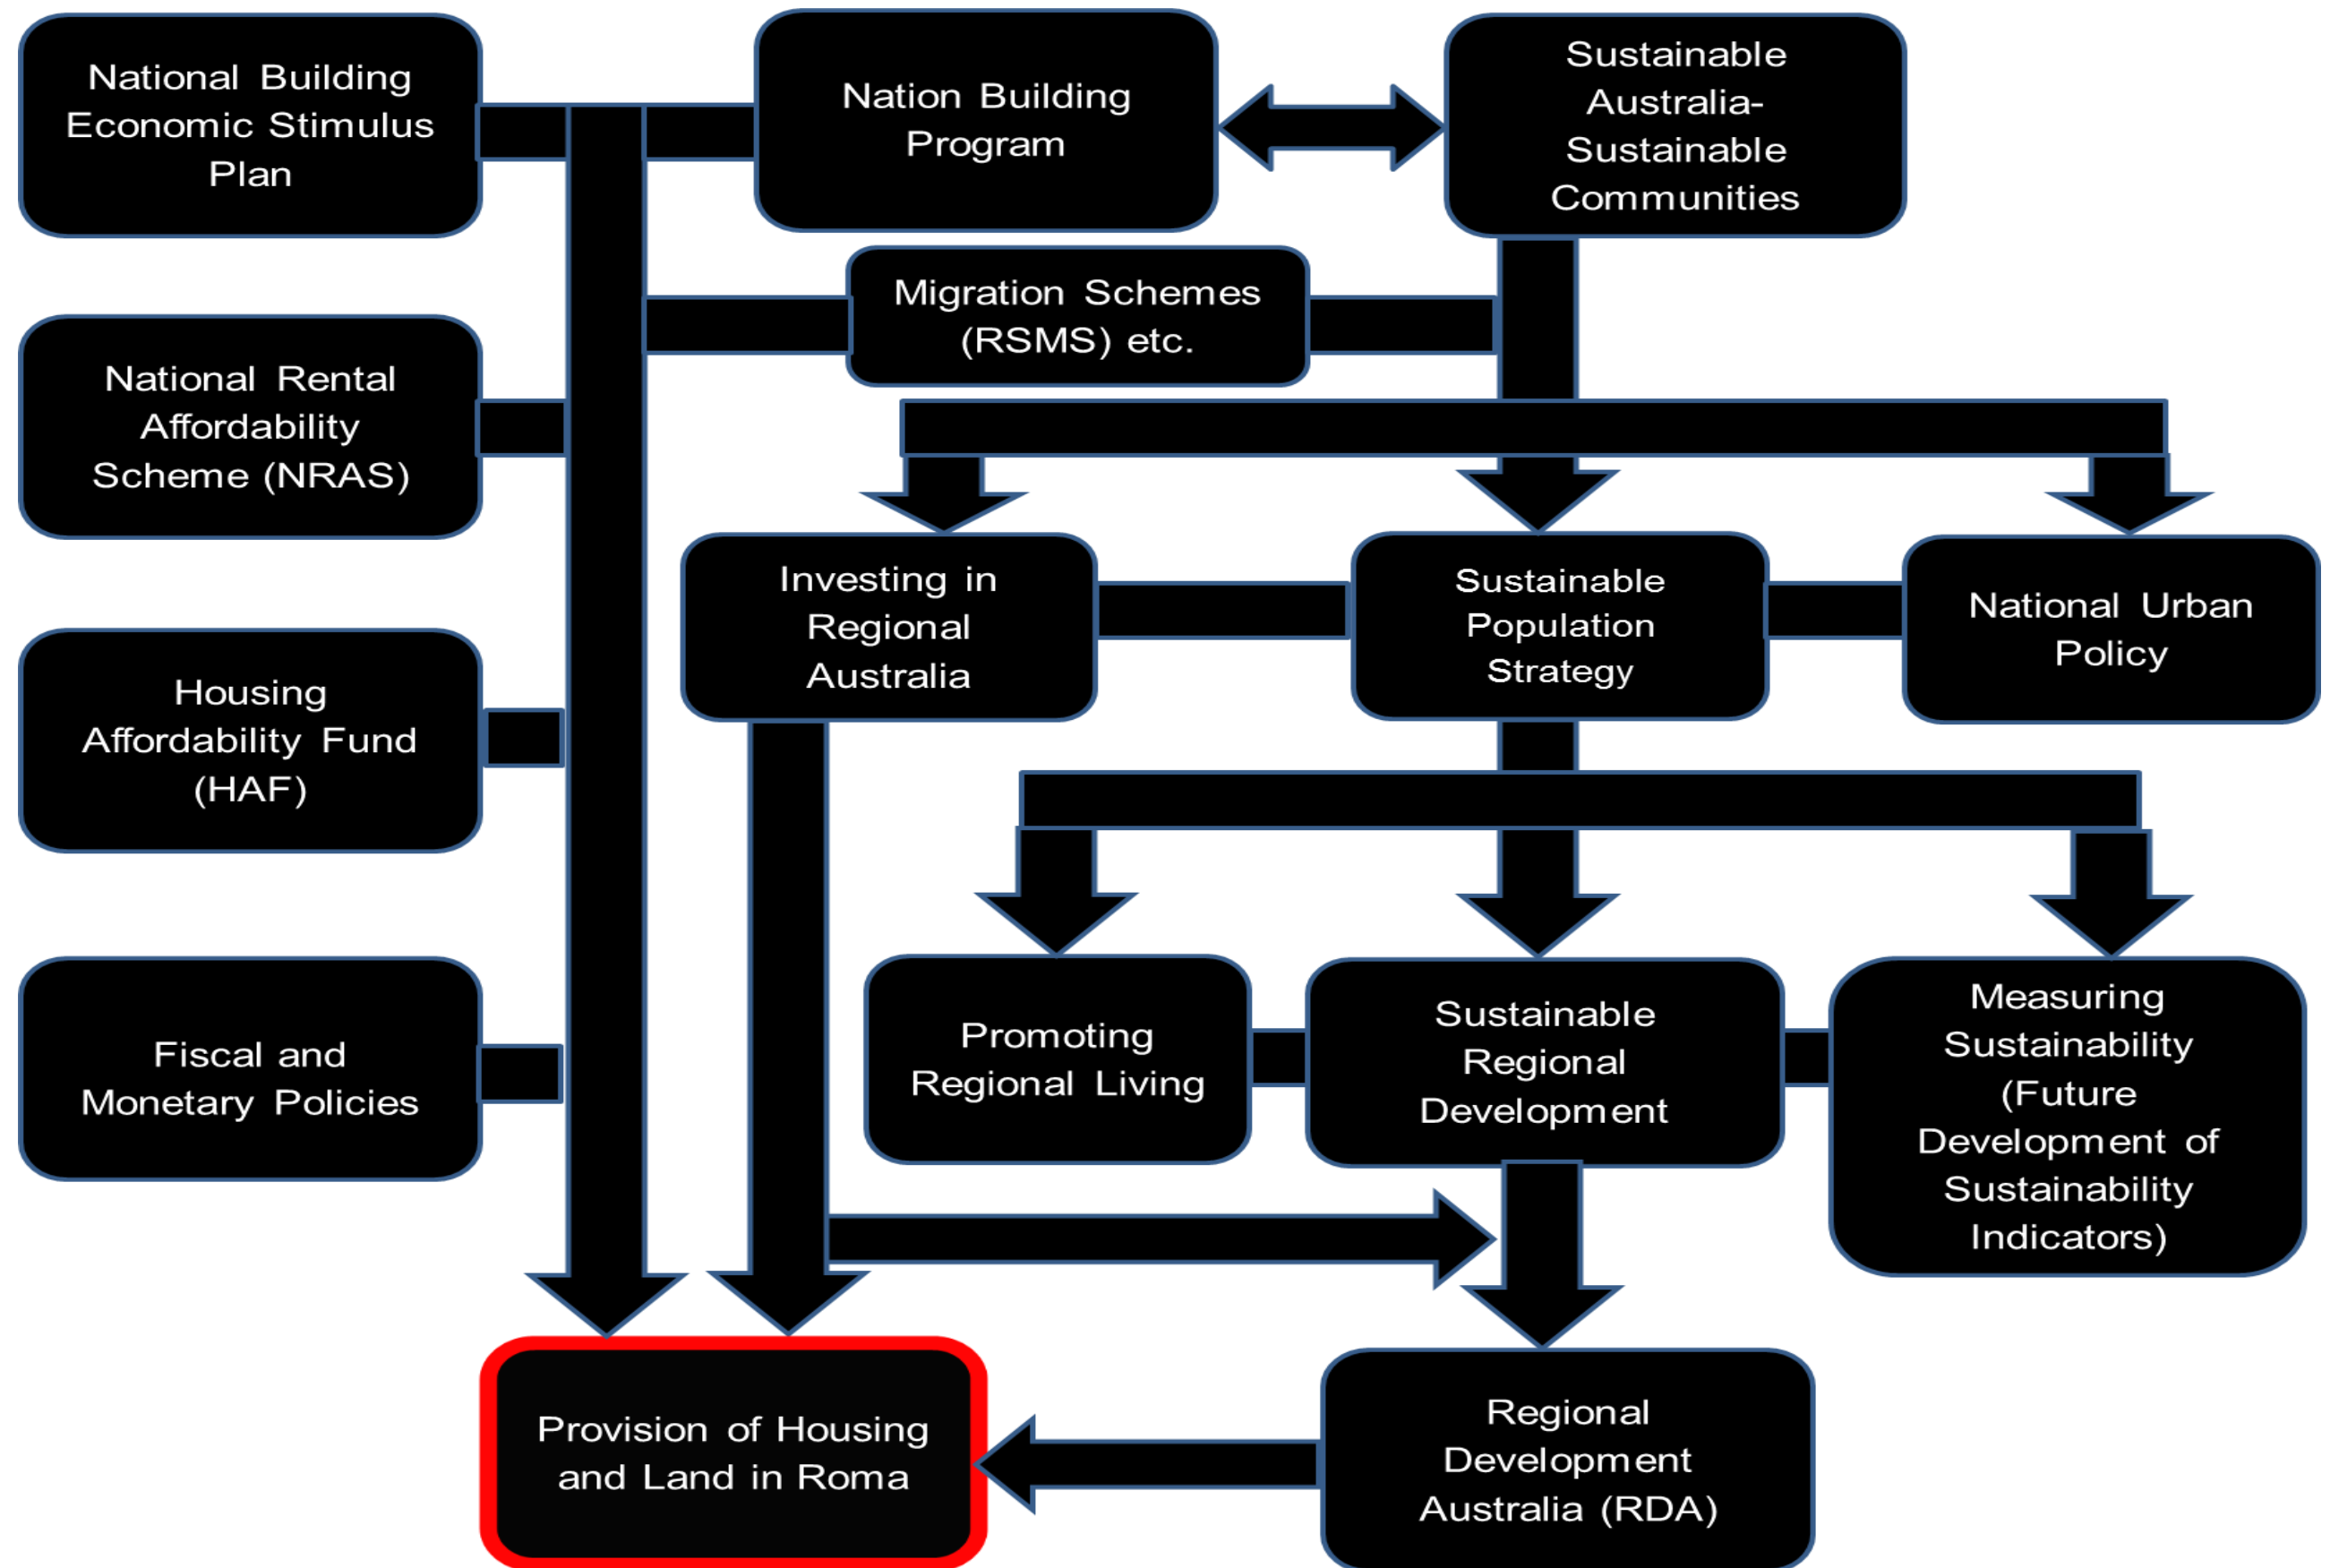 National Building
Economic Stimulus
Plan
Nation Building
Program
Sustainable
Australia-
Sustainable
Communities
Migration Schemes
(RSMS) etc.
National Rental
Affordability
Scheme (NRAS)
Investing in
Regional
Australia
Sustainable
Population
Strategy
National Urban
Policy
Housing
Affordability Fund
(HAF)
Fiscal and
Monetary Policies
Promoting
Regional Living
Sustainable
Regional
Development
Measuring
Sustainability
(Future
Development of
Sustainability
Indicators)
Provision of Housing
and Land in Roma
Regional
Development
Australia (RDA)